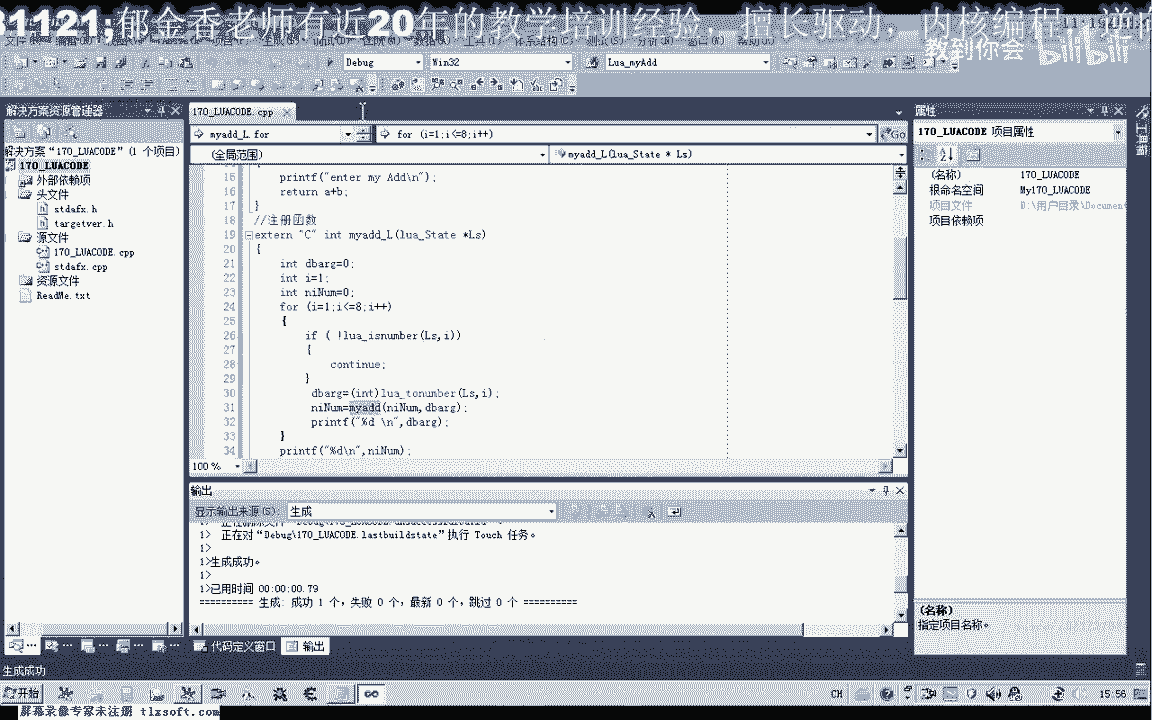 31121;郁金香老师有近20年的教学培训经验，擅长驱动，内核编程，逆向
教到你会 bilibili
Debug Win32 Lua_myAdd
解决方案资源管理器
解决方案"170_LUACODE" (1 个项目)
170_LUACODE
外部依赖项
头文件
stdafx.h
targetver.h
源文件
170_LUACODE.cpp
stdafx.cpp
资源文件
ReadMe.txt
170_LUACODE.cpp
myadd_L.for
for (i=1;i<=8;i++)
Go
(全局范围)
myadd_L(lua_State * Ls)
15 printf("enter my Add\n");
16 return a+b;
17 }
18 //注册函数
19 extern "C" int myadd_L(lua_State *Ls)
20 {
21 int dbarg=0;
22 int i=1;
23 int niNum=0;
24 for (i=1;i<=8;i++)
25 {
26 if ( !lua_isnumber(Ls,i))
27 {
28 continue;
29 }
30 dbarg=(int)lua_tonumber(Ls,i);
31 niNum=myadd(niNum,dbarg);
32 printf("%d \n",dbarg);
33 }
34 printf("%d\n",niNum);
100 %
输出
显示输出来源(S): 生成
1> 正在对"Debug\170_LUACODE.lastbuildstate"执行 Touch 任务。
1>
1>生成成功。
1>
1>已用时间 00:00:00.79
========== 生成: 成功 1 个，失败 0 个，最新 0 个，跳过 0 个 ==========
代码定义窗口 输出
属性
170_LUACODE 项目属性
(名称) 170_LUACODE
根命名空间 My170_LUACODE
项目文件 D:\用户目录\Document
项目依赖项
(名称)
指定项目名称。
工具箱
生成成功
开始
CH
15:56
屏幕录像专家未注册 tlxsoft.com